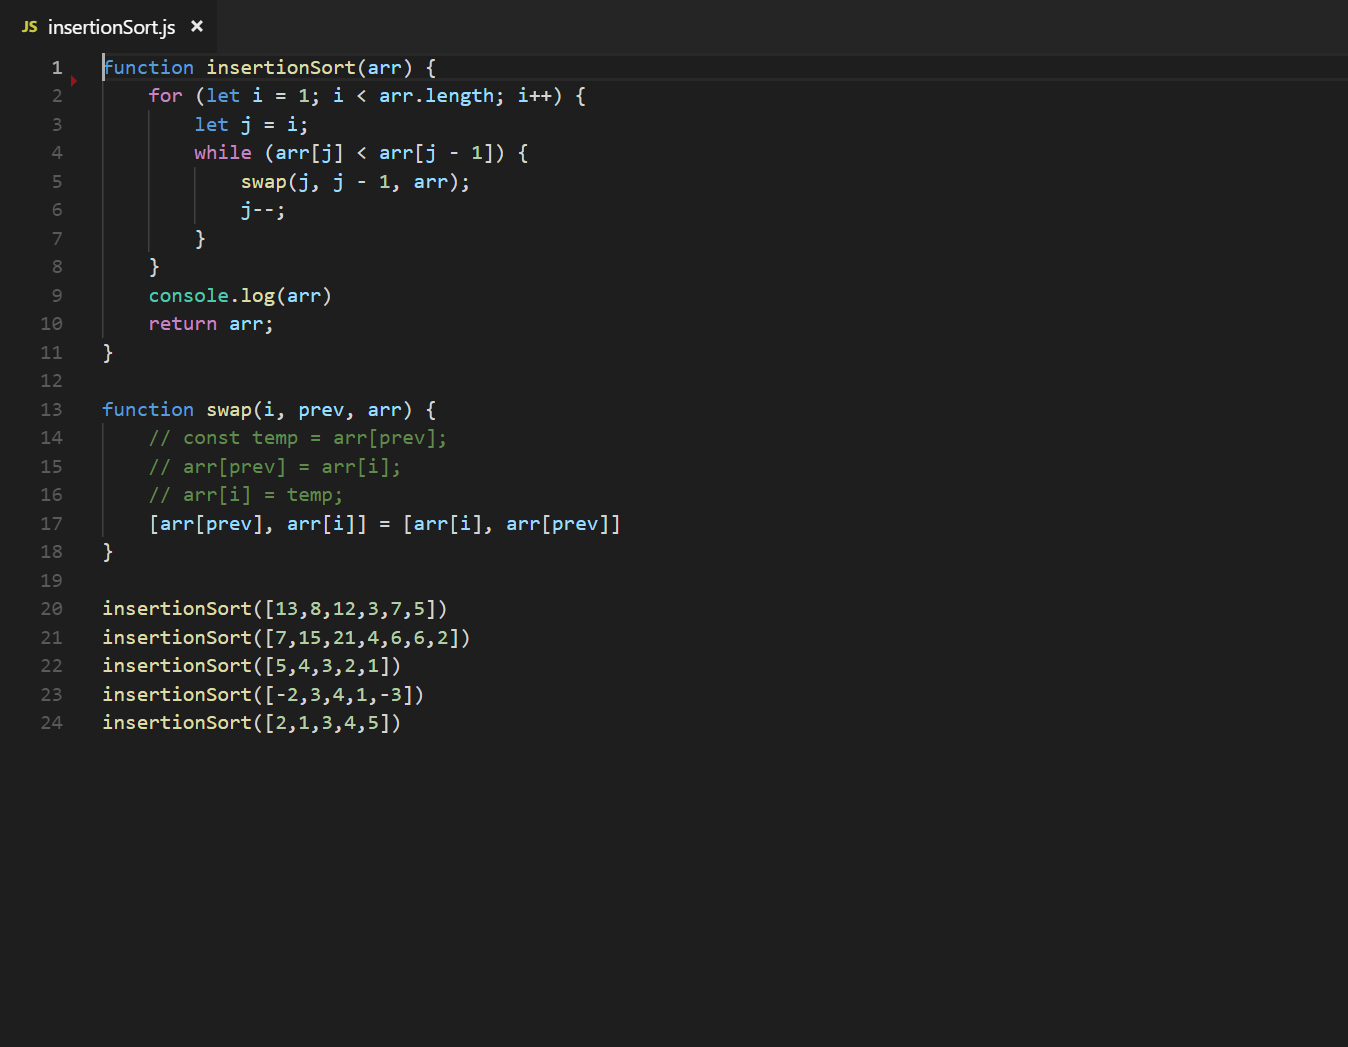 JS insertionSort.js ×
1 function insertionSort(arr) {
2     for (let i = 1; i < arr.length; i++) {
3         let j = i;
4         while (arr[j] < arr[j - 1]) {
5             swap(j, j - 1, arr);
6             j--;
7         }
8     }
9     console.log(arr)
10     return arr;
11 }
12
13 function swap(i, prev, arr) {
14     // const temp = arr[prev];
15     // arr[prev] = arr[i];
16     // arr[i] = temp;
17     [arr[prev], arr[i]] = [arr[i], arr[prev]]
18 }
19
20 insertionSort([13,8,12,3,7,5])
21 insertionSort([7,15,21,4,6,6,2])
22 insertionSort([5,4,3,2,1])
23 insertionSort([-2,3,4,1,-3])
24 insertionSort([2,1,3,4,5])